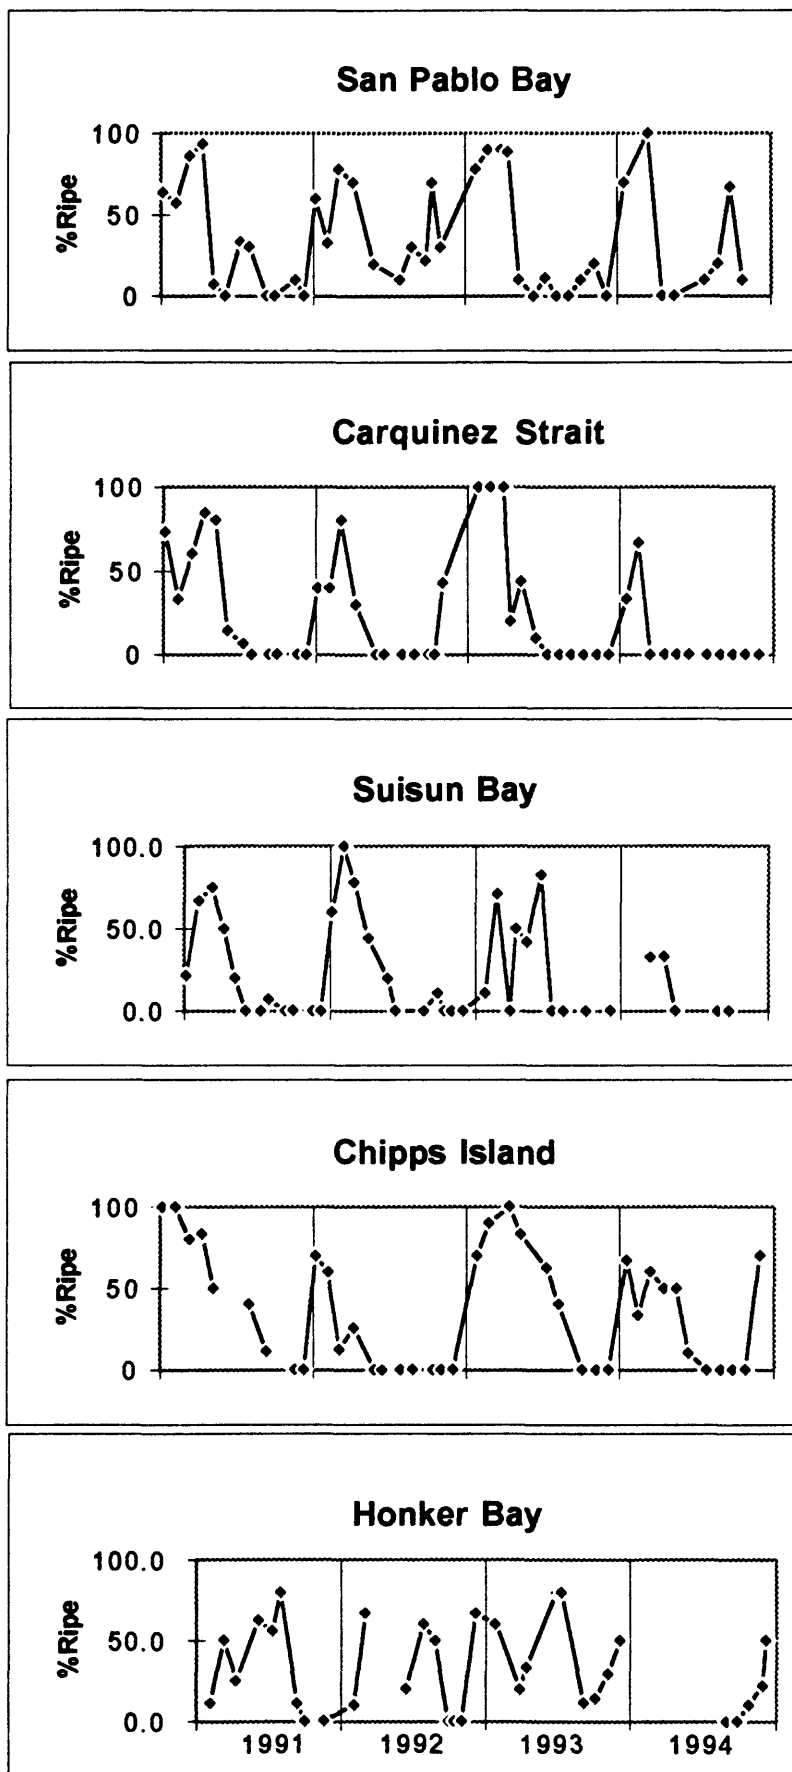 San Pablo Bay
100
50
0
%Ripe
Carquinez Strait
100
50
0
%Ripe
Suisun Bay
100.0
50.0
0.0
%Ripe
Chipps Island
100
50
0
%Ripe
Honker Bay
100.0
50.0
0.0
%Ripe
1991 1992 1993 1994